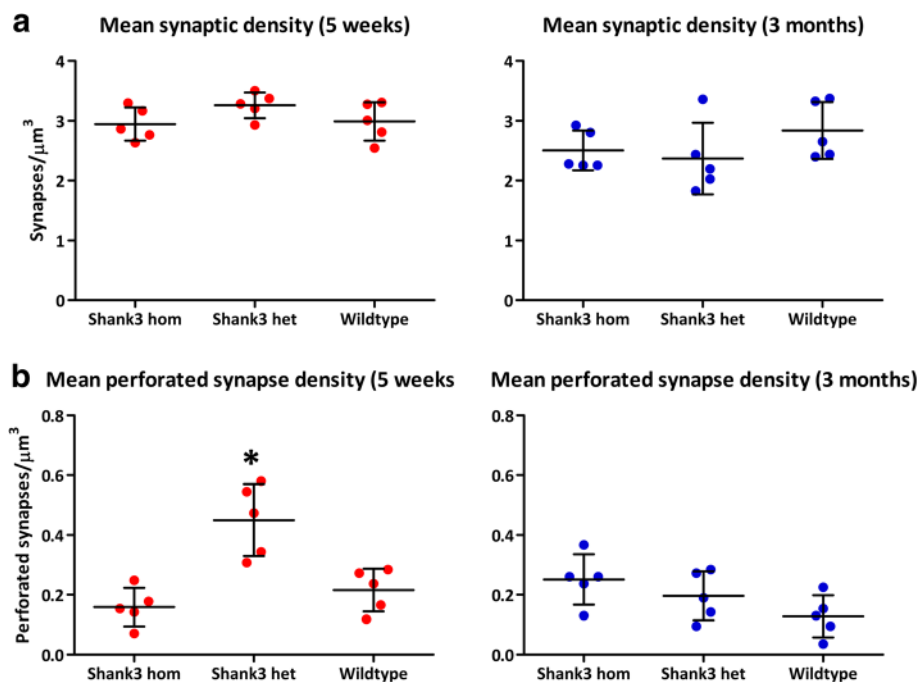 a
Mean synaptic density (5 weeks)
Mean synaptic density (3 months)
Synapses/μm³
4
3
2
1
0
Shank3 hom Shank3 het Wildtype
4
3
2
1
0
Shank3 hom Shank3 het Wildtype
b
Mean perforated synapse density (5 weeks
Mean perforated synapse density (3 months)
Perforated synapses/μm³
0.8
0.6
0.4
0.2
0.0
*
Shank3 hom Shank3 het Wildtype
0.8
0.6
0.4
0.2
0.0
Shank3 hom Shank3 het Wildtype